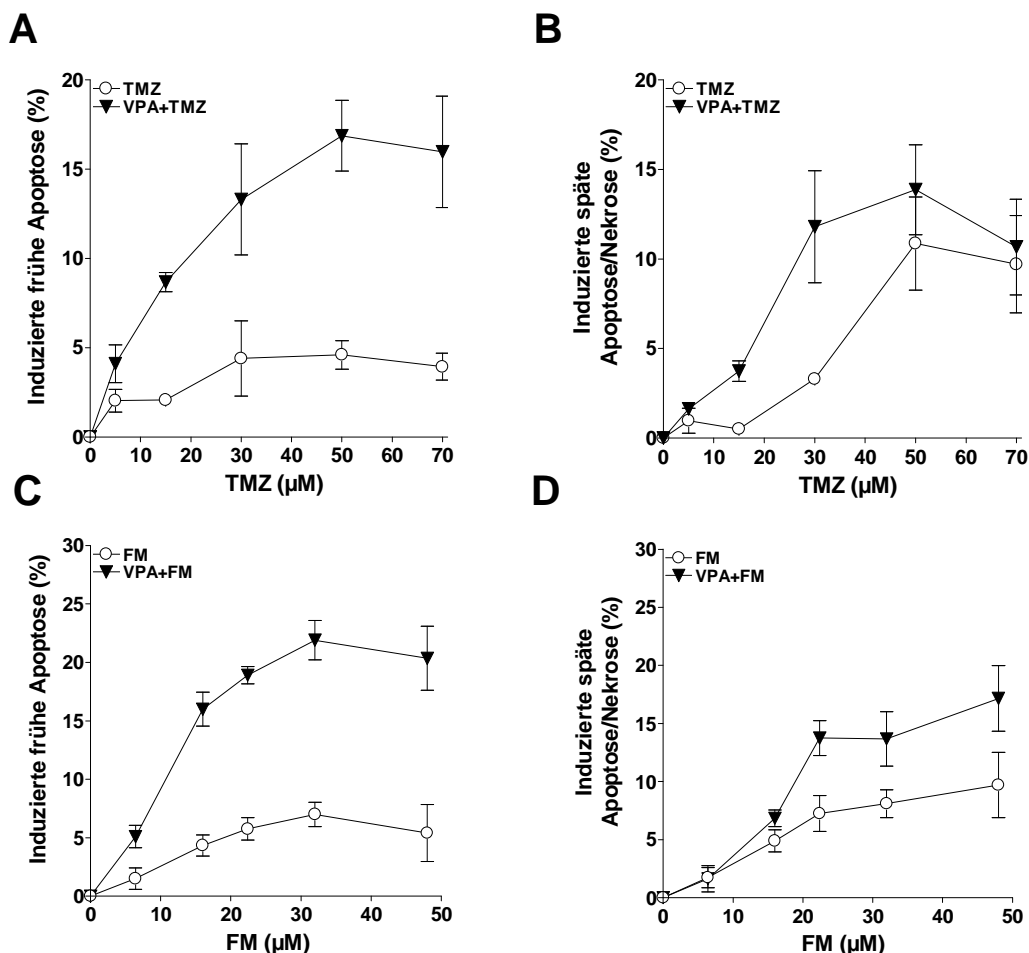 A
Induzierte frühe Apoptose (%)
20
15
10
5
0
TMZ
VPA+TMZ
0 10 20 30 40 50 60 70
TMZ (µM)
B
Induzierte späte
Apoptose/Nekrose (%)
20
15
10
5
0
TMZ
VPA+TMZ
0 10 20 30 40 50 60 70
TMZ (µM)
C
Induzierte frühe Apoptose (%)
30
25
20
15
10
5
0
FM
VPA+FM
0 10 20 30 40 50
FM (µM)
D
Induzierte späte
Apoptose/Nekrose (%)
30
25
20
15
10
5
0
FM
VPA+FM
0 10 20 30 40 50
FM (µM)